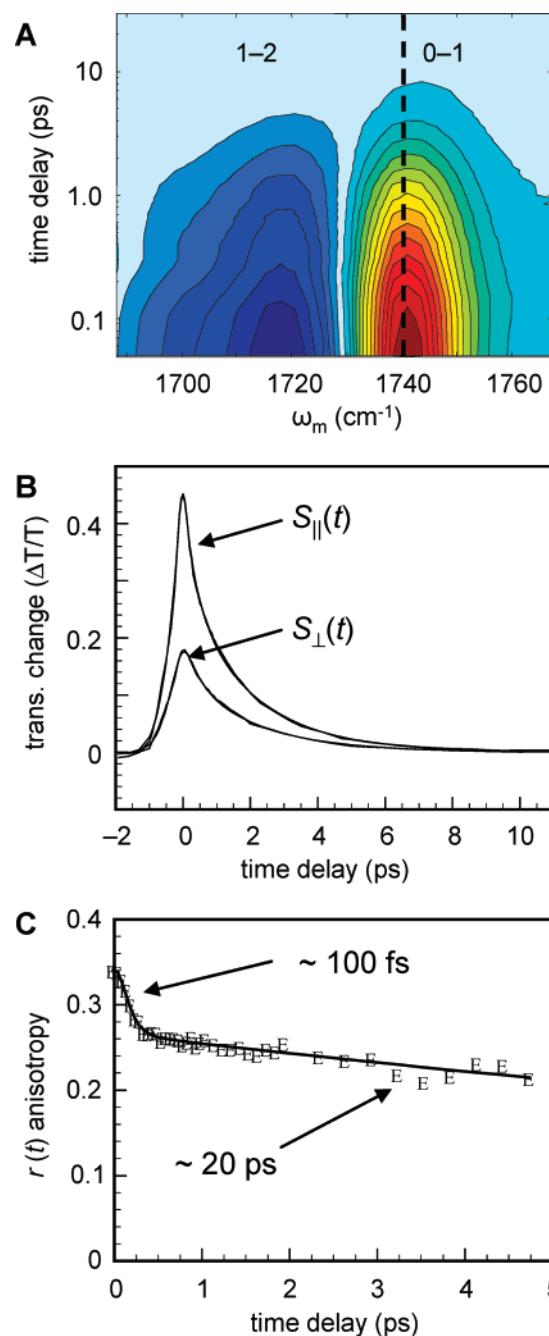 A
1–2 0–1
10
1.0
0.1
time delay (ps)
1700 1720 1740 1760
ωm (cm-1)
B
0.4
0.2
0
trans. change (ΔT/T)
S||(t)
S⊥(t)
–2 0 2 4 6 8 10
time delay (ps)
C
0.4
0.3
0.2
0.1
0
r (t) anisotropy
~ 100 fs
~ 20 ps
0 1 2 3 4 5
time delay (ps)